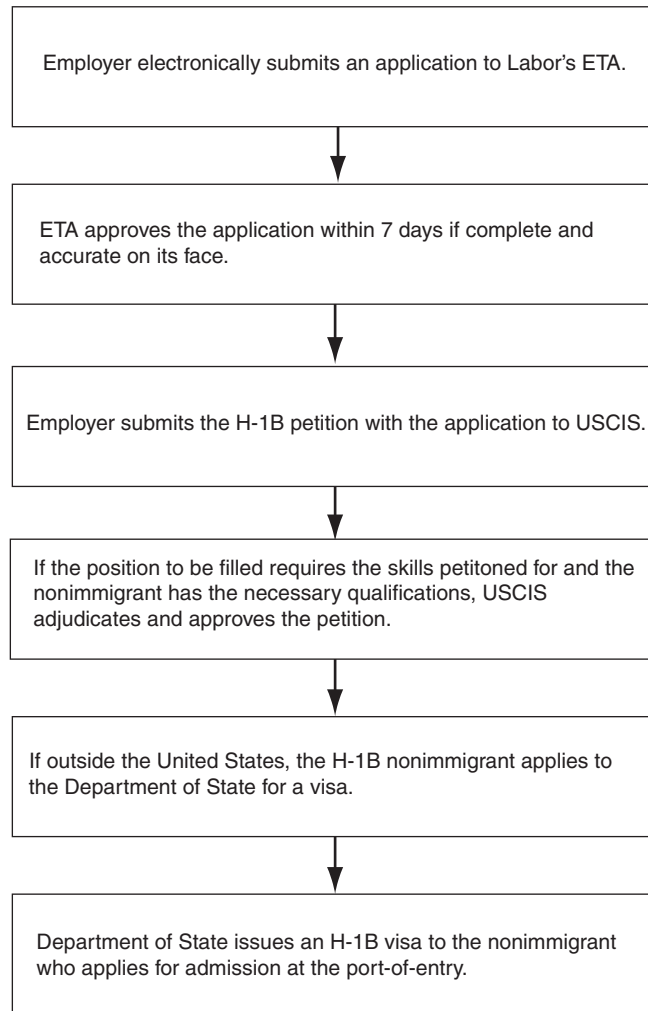 Employer electronically submits an application to Labor’s ETA.
ETA approves the application within 7 days if complete and
accurate on its face.
Employer submits the H-1B petition with the application to USCIS.
If the position to be filled requires the skills petitoned for and the
nonimmigrant has the necessary qualifications, USCIS
adjudicates and approves the petition.
If outside the United States, the H-1B nonimmigrant applies to
the Department of State for a visa.
Department of State issues an H-1B visa to the nonimmigrant
who applies for admission at the port-of-entry.